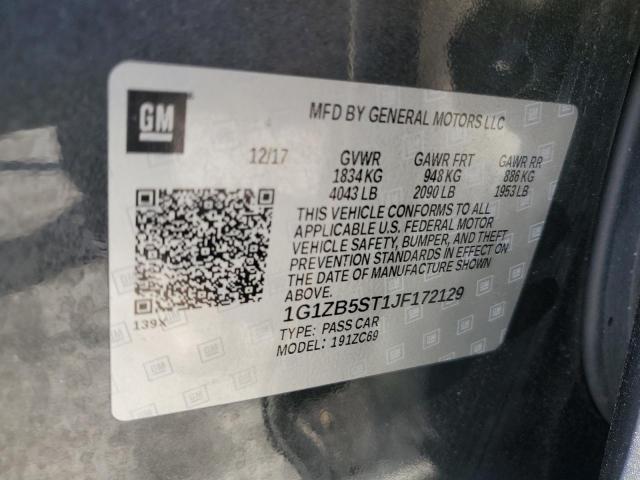 GM
MFD BY GENERAL MOTORS LLC
12/17 GVWR GAWR FRT GAWR RR
1834 KG 948 KG 886 KG
4043 LB 2090 LB 1953 LB
THIS VEHICLE CONFORMS TO ALL
APPLICABLE U.S. FEDERAL MOTOR
VEHICLE SAFETY, BUMPER, AND THEFT
PREVENTION STANDARDS IN EFFECT ON
THE DATE OF MANUFACTURE SHOWN
ABOVE.
139X
1G1ZB5ST1JF172129
TYPE: PASS CAR
MODEL: 191ZC69